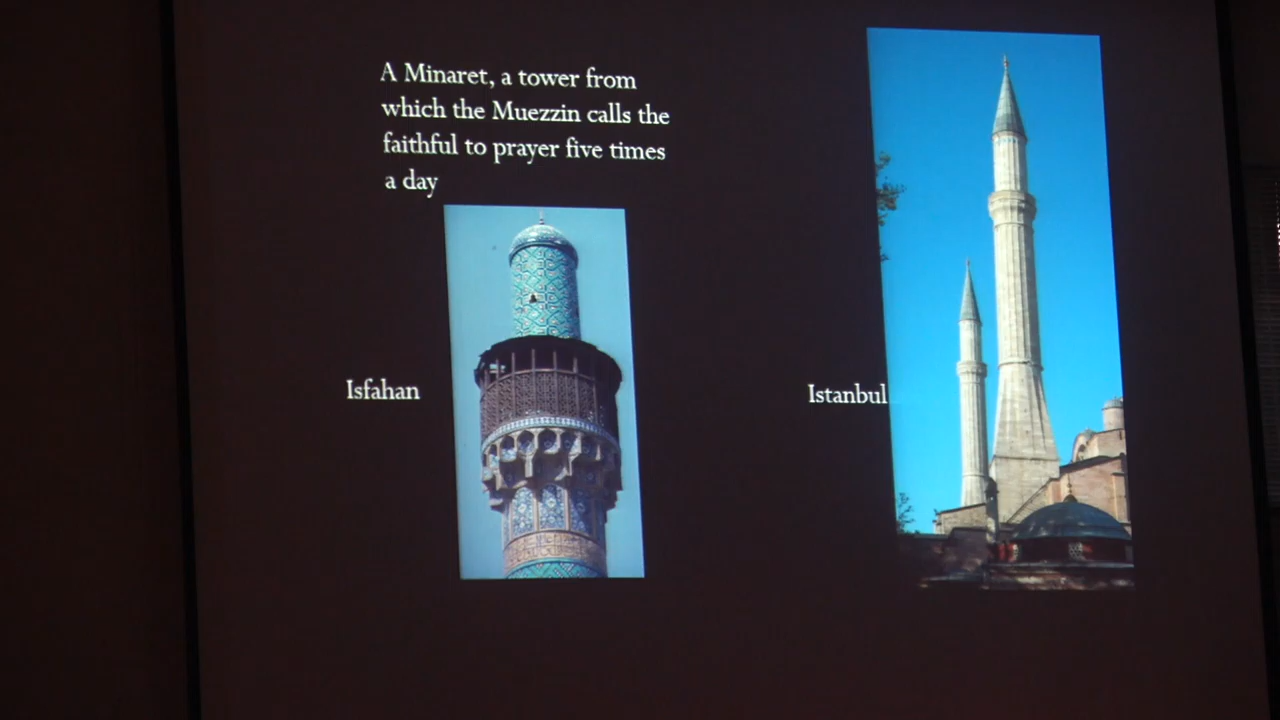 A Minaret, a tower from
which the Muezzin calls the
faithful to prayer five times
a day
Isfahan
Istanbul